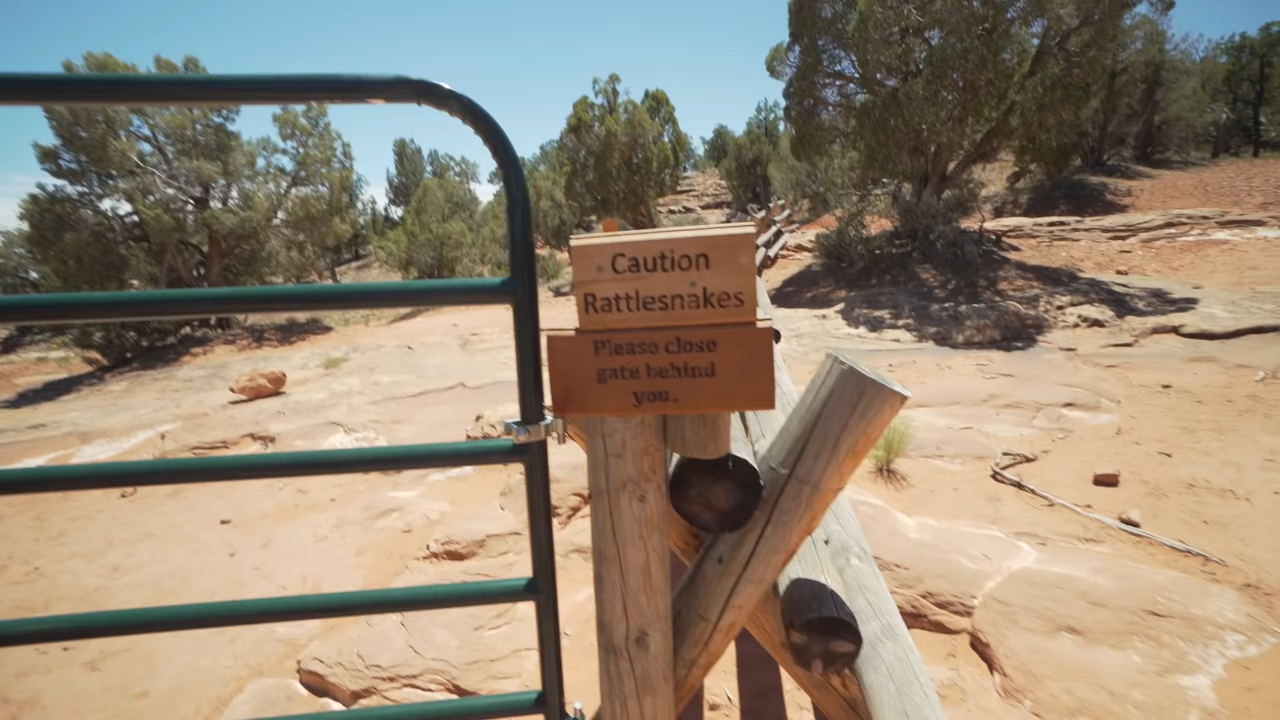 Caution
Rattlesnakes
Please close
gate behind
you.